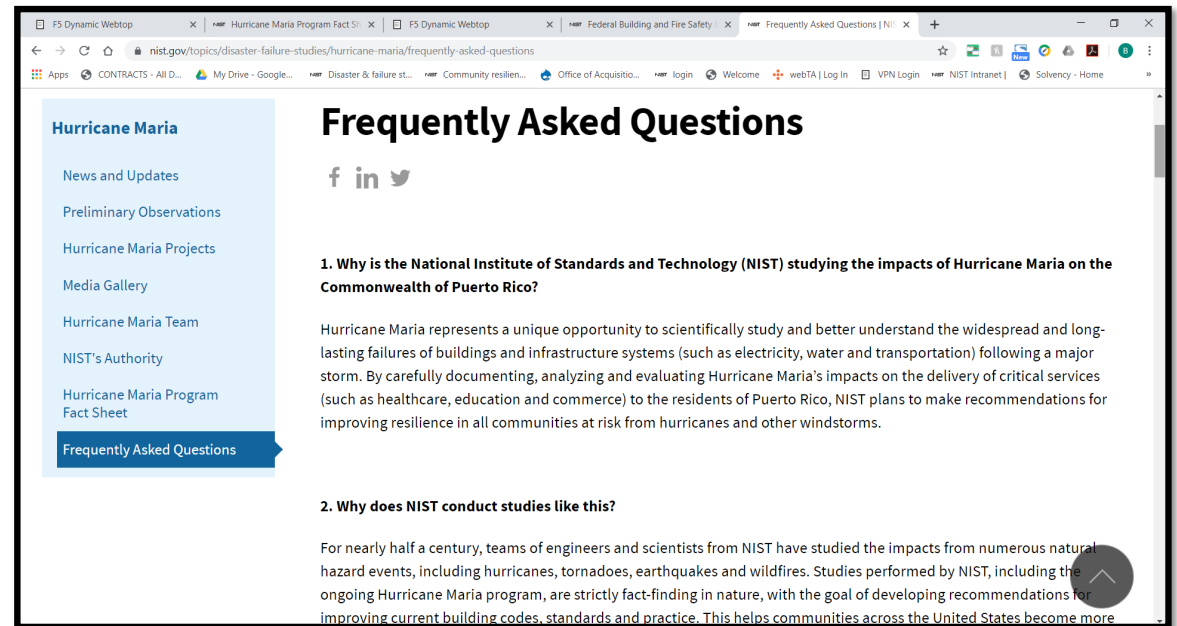 F5 Dynamic Webtop
Hurricane Maria Program Fact Sh
F5 Dynamic Webtop
Federal Building and Fire Safety I
Frequently Asked Questions | NIS
nist.gov/topics/disaster-failure-studies/hurricane-maria/frequently-asked-questions
New
B
Apps
CONTRACTS - All D...
My Drive - Google...
NIST Disaster & failure st...
NIST Community resilien...
Office of Acquisitio...
NIST login
Welcome
webTA | Log In
VPN Login
NIST NIST Intranet |
Solvency - Home
»
Hurricane Maria
News and Updates
Preliminary Observations
Hurricane Maria Projects
Media Gallery
Hurricane Maria Team
NIST's Authority
Hurricane Maria Program
Fact Sheet
Frequently Asked Questions
Frequently Asked Questions
f in
1. Why is the National Institute of Standards and Technology (NIST) studying the impacts of Hurricane Maria on the
Commonwealth of Puerto Rico?
Hurricane Maria represents a unique opportunity to scientifically study and better understand the widespread and long-
lasting failures of buildings and infrastructure systems (such as electricity, water and transportation) following a major
storm. By carefully documenting, analyzing and evaluating Hurricane Maria’s impacts on the delivery of critical services
(such as healthcare, education and commerce) to the residents of Puerto Rico, NIST plans to make recommendations for
improving resilience in all communities at risk from hurricanes and other windstorms.
2. Why does NIST conduct studies like this?
For nearly half a century, teams of engineers and scientists from NIST have studied the impacts from numerous natural
hazard events, including hurricanes, tornadoes, earthquakes and wildfires. Studies performed by NIST, including the
ongoing Hurricane Maria program, are strictly fact-finding in nature, with the goal of developing recommendations for
improving current building codes, standards and practice. This helps communities across the United States become more